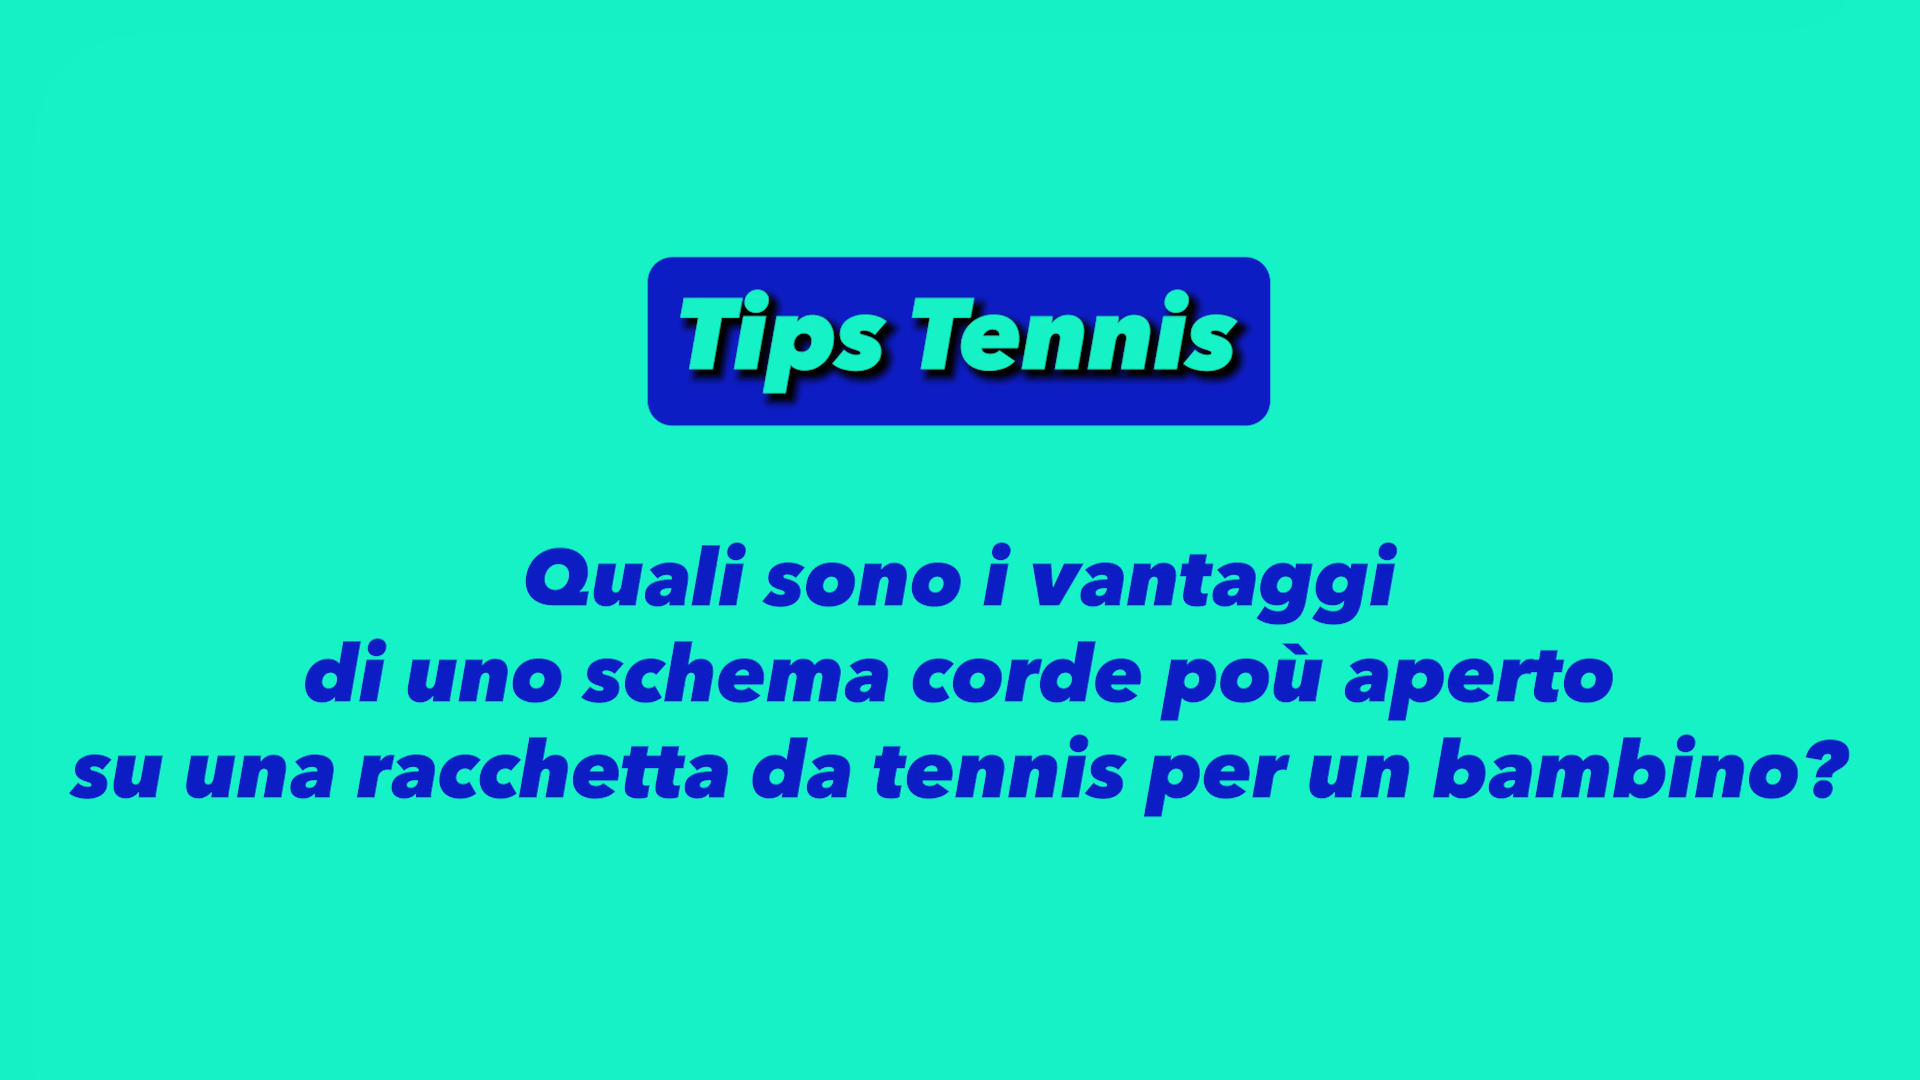 Tips Tennis
Quali sono i vantaggi
di uno schema corde poù aperto
su una racchetta da tennis per un bambino?